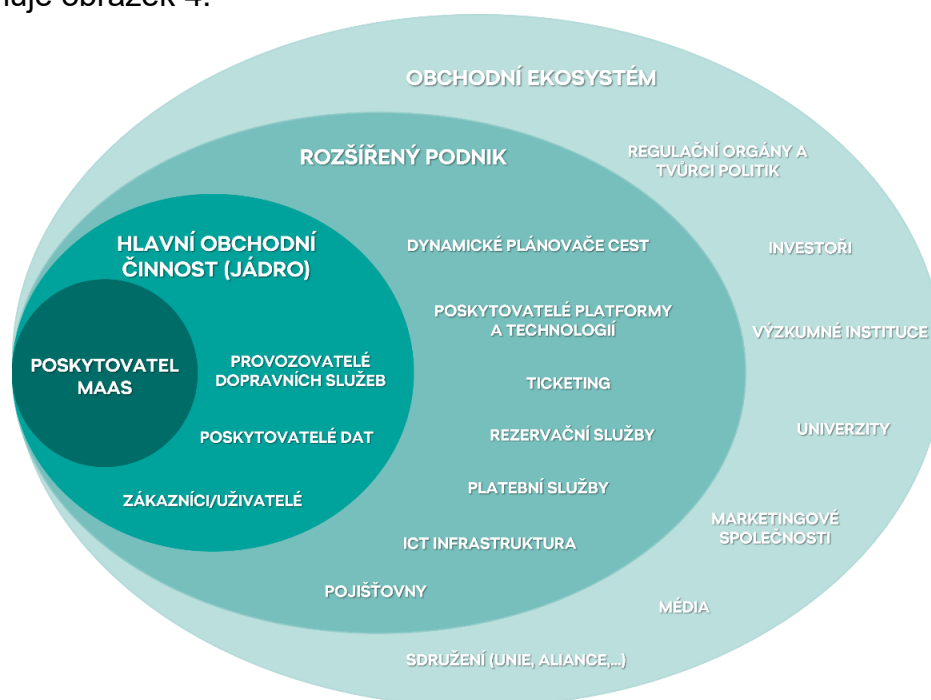 obrázek 4.
OBCHODNÍ EKOSYSTÉM
REGULAČNÍ ORGÁNY A
TVŮRCI POLITIK
INVESTOŘI
VÝZKUMNÉ INSTITUCE
UNIVERZITY
MARKETINGOVÉ
SPOLEČNOSTI
MÉDIA
SDRUŽENÍ (UNIE, ALIANCE,...)
ROZŠÍŘENÝ PODNIK
DYNAMICKÉ PLÁNOVAČE CEST
POSKYTOVATELÉ PLATFORMY
A TECHNOLOGIÍ
TICKETING
REZERVAČNÍ SLUŽBY
PLATEBNÍ SLUŽBY
ICT INFRASTRUKTURA
POJIŠŤOVNY
HLAVNÍ OBCHODNÍ
ČINNOST (JÁDRO)
PROVOZOVATELÉ
DOPRAVNÍCH SLUŽEB
POSKYTOVATELÉ DAT
ZÁKAZNÍCI/UŽIVATELÉ
POSKYTOVATEL
MAAS